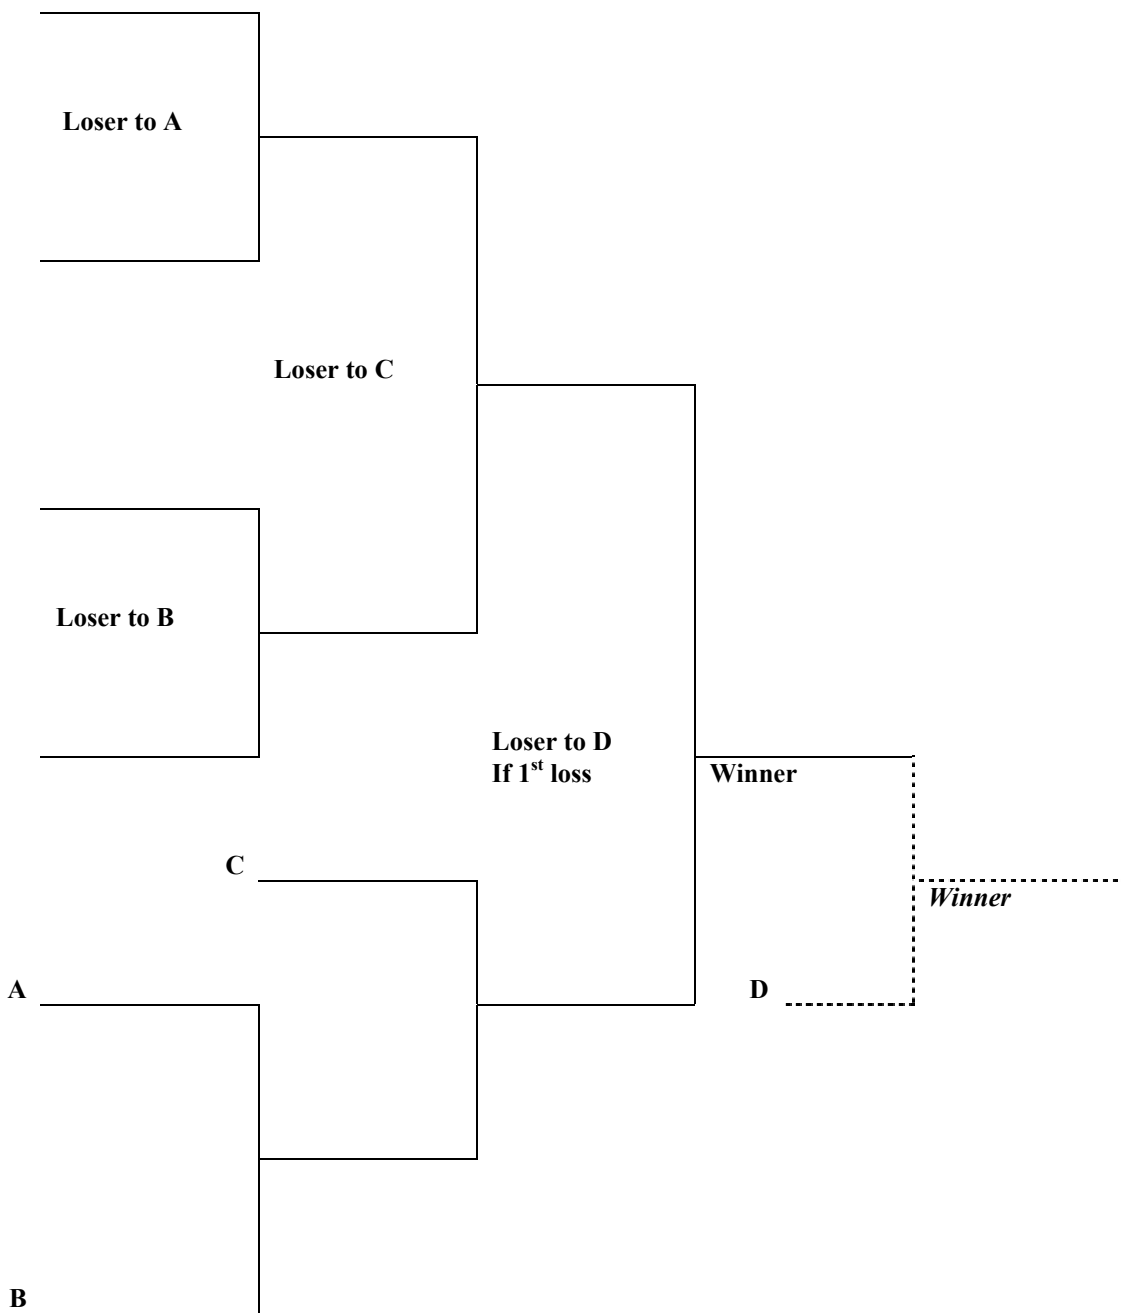 Loser to A
Loser to C
Loser to B
Loser to D
If 1st loss
Winner
C
Winner
A
D
B